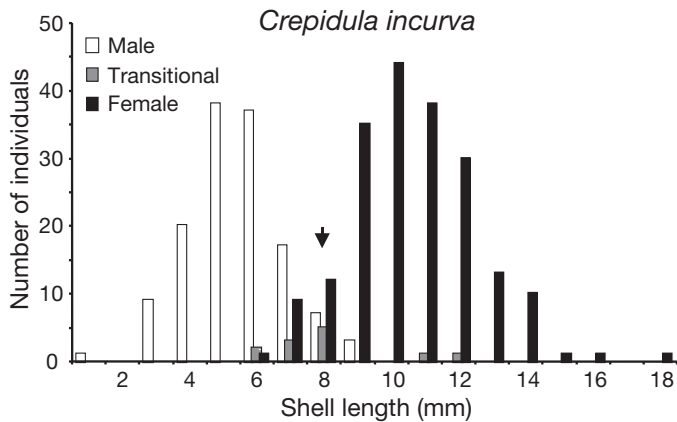 Crepidula incurva
Male
Transitional
Female
Number of individuals
50
40
30
20
10
0
2 4 6 8 10 12 14 16 18
Shell length (mm)